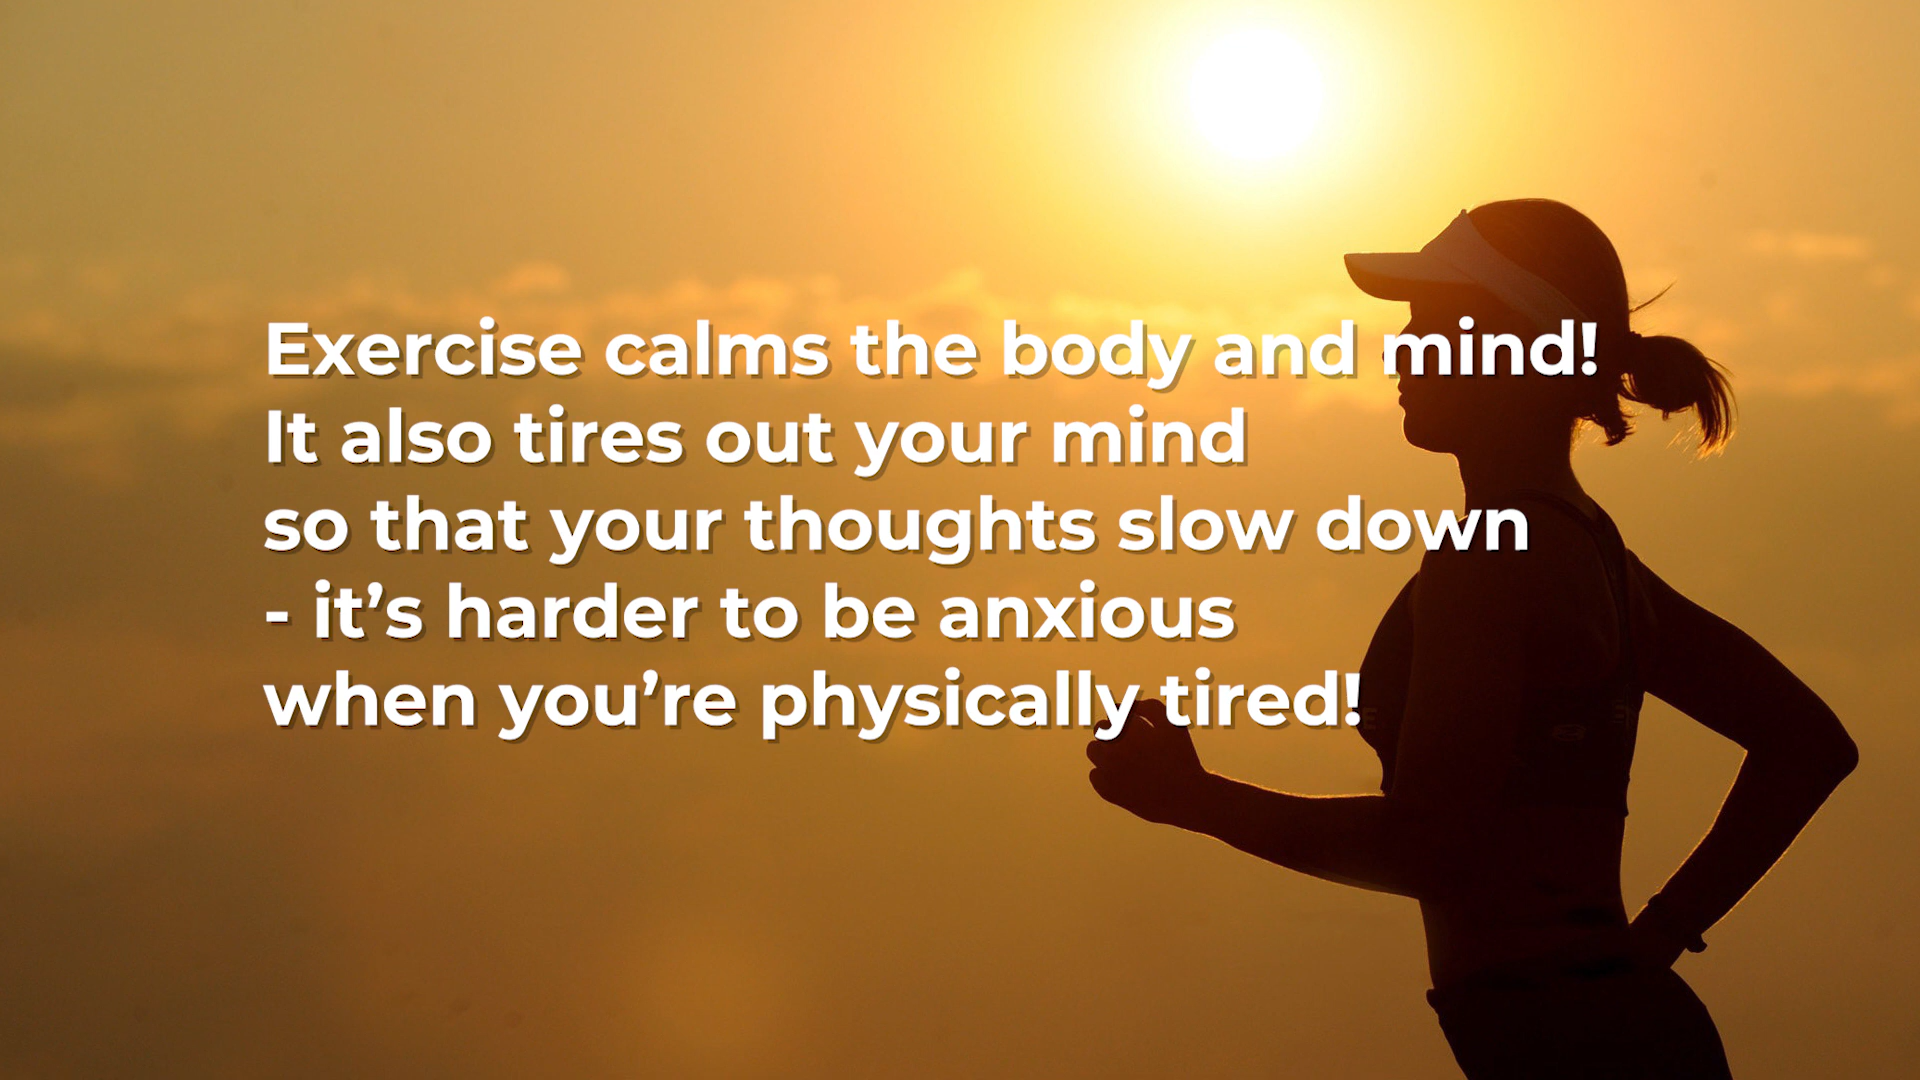 Exercise calms the body and mind!
It also tires out your mind
so that your thoughts slow down
- it’s harder to be anxious
when you’re physically tired!